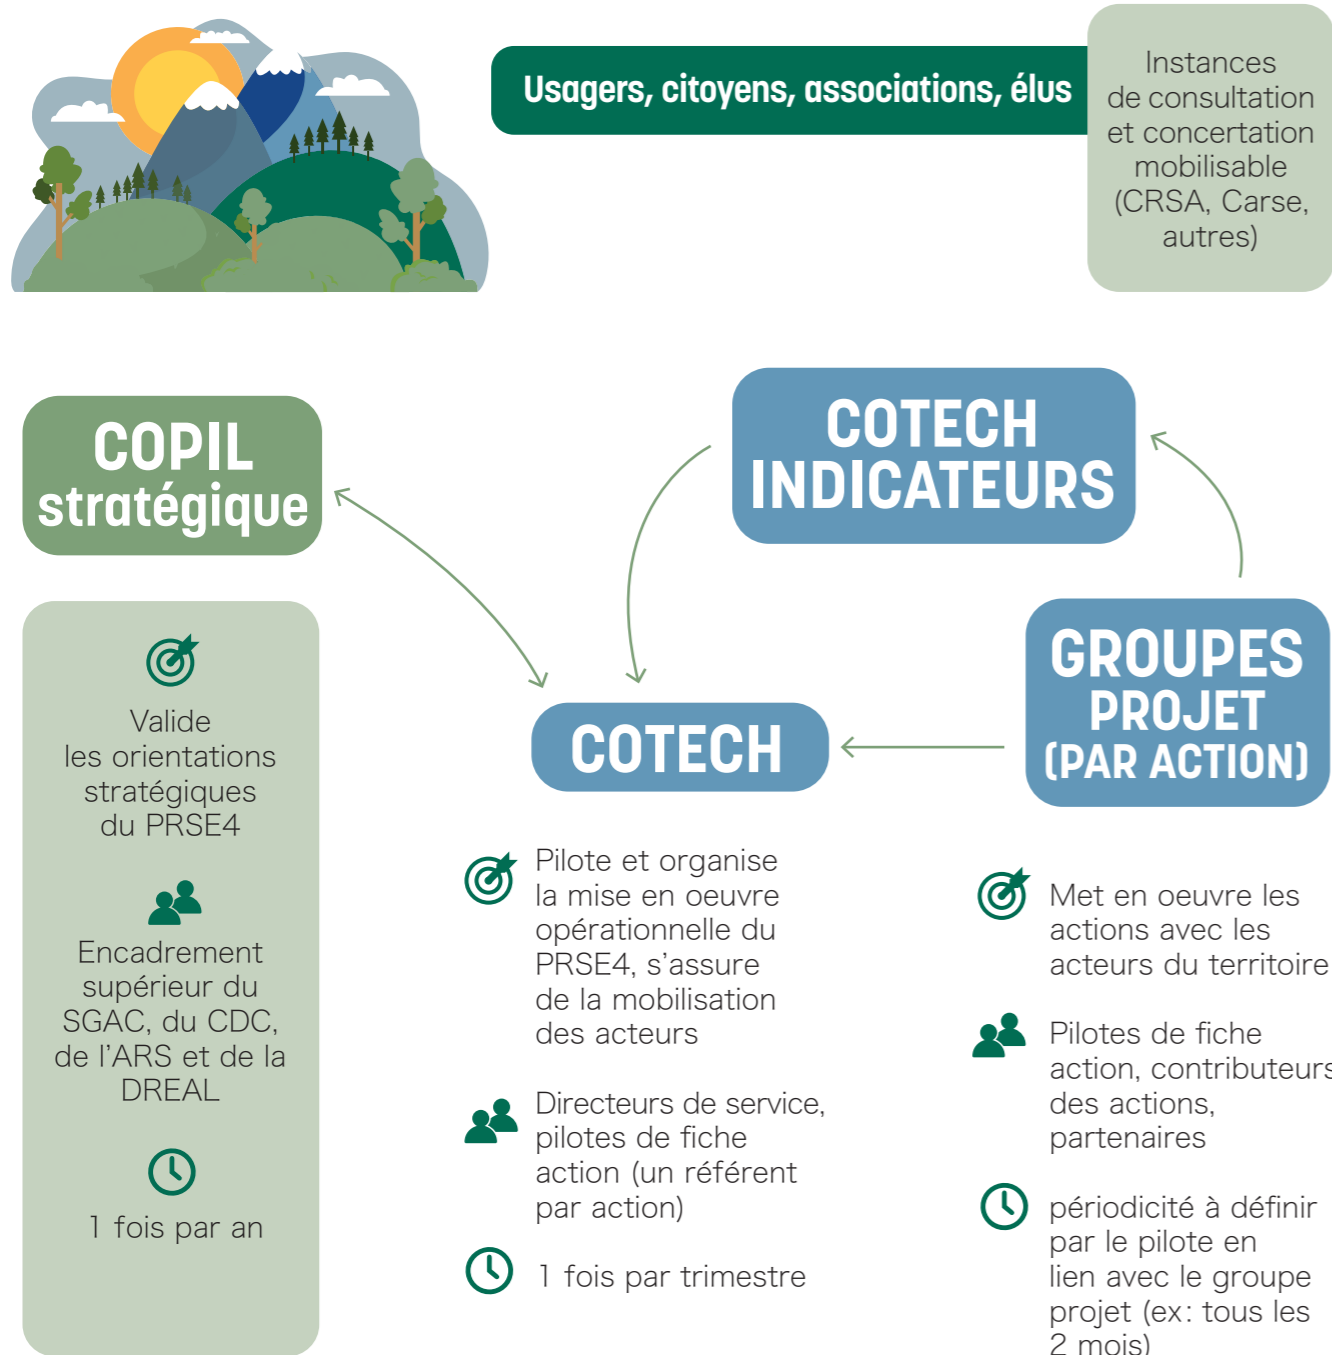 Usagers, citoyens, associations, élus
Instances
de consultation
et concertation
mobilisable
(CRSA, Carse,
autres)
COPIL
stratégique
COTECH
INDICATEURS
GROUPES
PROJET
(PAR ACTION)
COTECH
Valide
les orientations
stratégiques
du PRSE4
Encadrement
supérieur du
SGAC, du CDC,
de l'ARS et de la
DREAL
1 fois par an
Pilote et organise
la mise en oeuvre
opérationnelle du
PRSE4, s'assure
de la mobilisation
des acteurs
Directeurs de service,
pilotes de fiche
action (un référent
par action)
1 fois par trimestre
Met en oeuvre les
actions avec les
acteurs du territoire
Pilotes de fiche
action, contributeurs
des actions,
partenaires
périodicité à définir
par le pilote en
lien avec le groupe
projet (ex : tous les
2 mois)